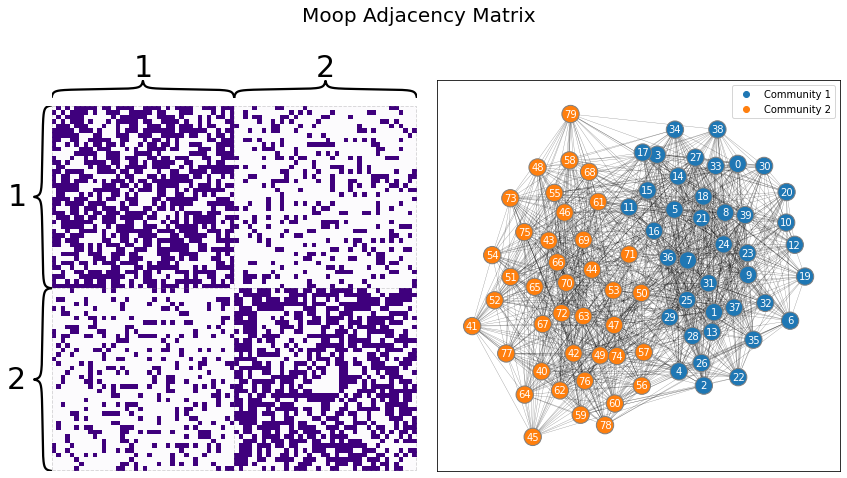 Moop Adjacency Matrix
1 2
1
2
Community 1
Community 2
79
34 38
17 3 27 33 0 30
48 58 68 14
73 55 46 61 15 11 5 18 21 8 39 20 10
75 43 69 16 24 12
54 66 44 71 36 7 23
51 65 70 53 50 31 9 19
52 72 63 25 37 32
41 67 47 29 1 13 6
77 42 49 74 57 28 35
40 76 56 4 26 22
64 62 60 2
59 78
45